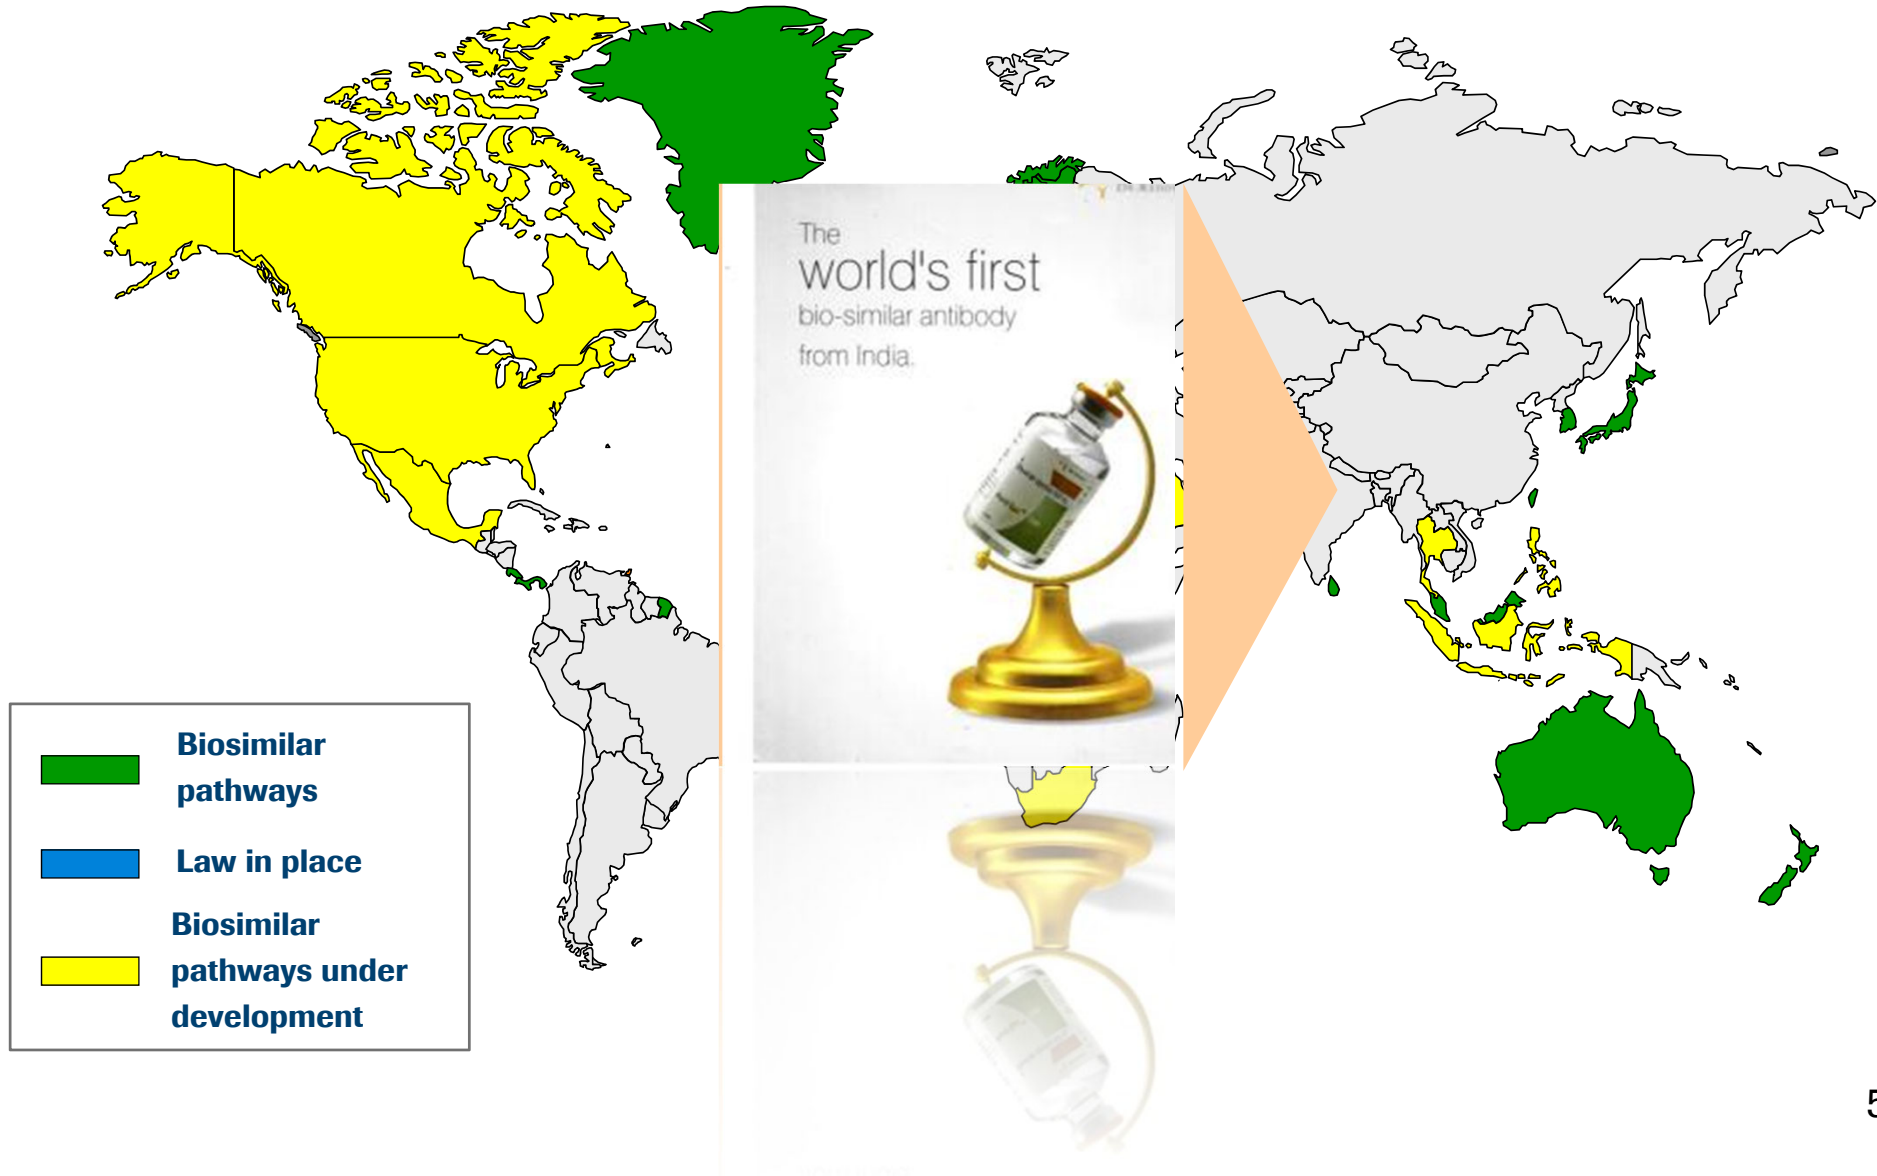 The
world's first
bio-similar antibody
from India.
Biosimilar
pathways
Law in place
Biosimilar
pathways under
development
5